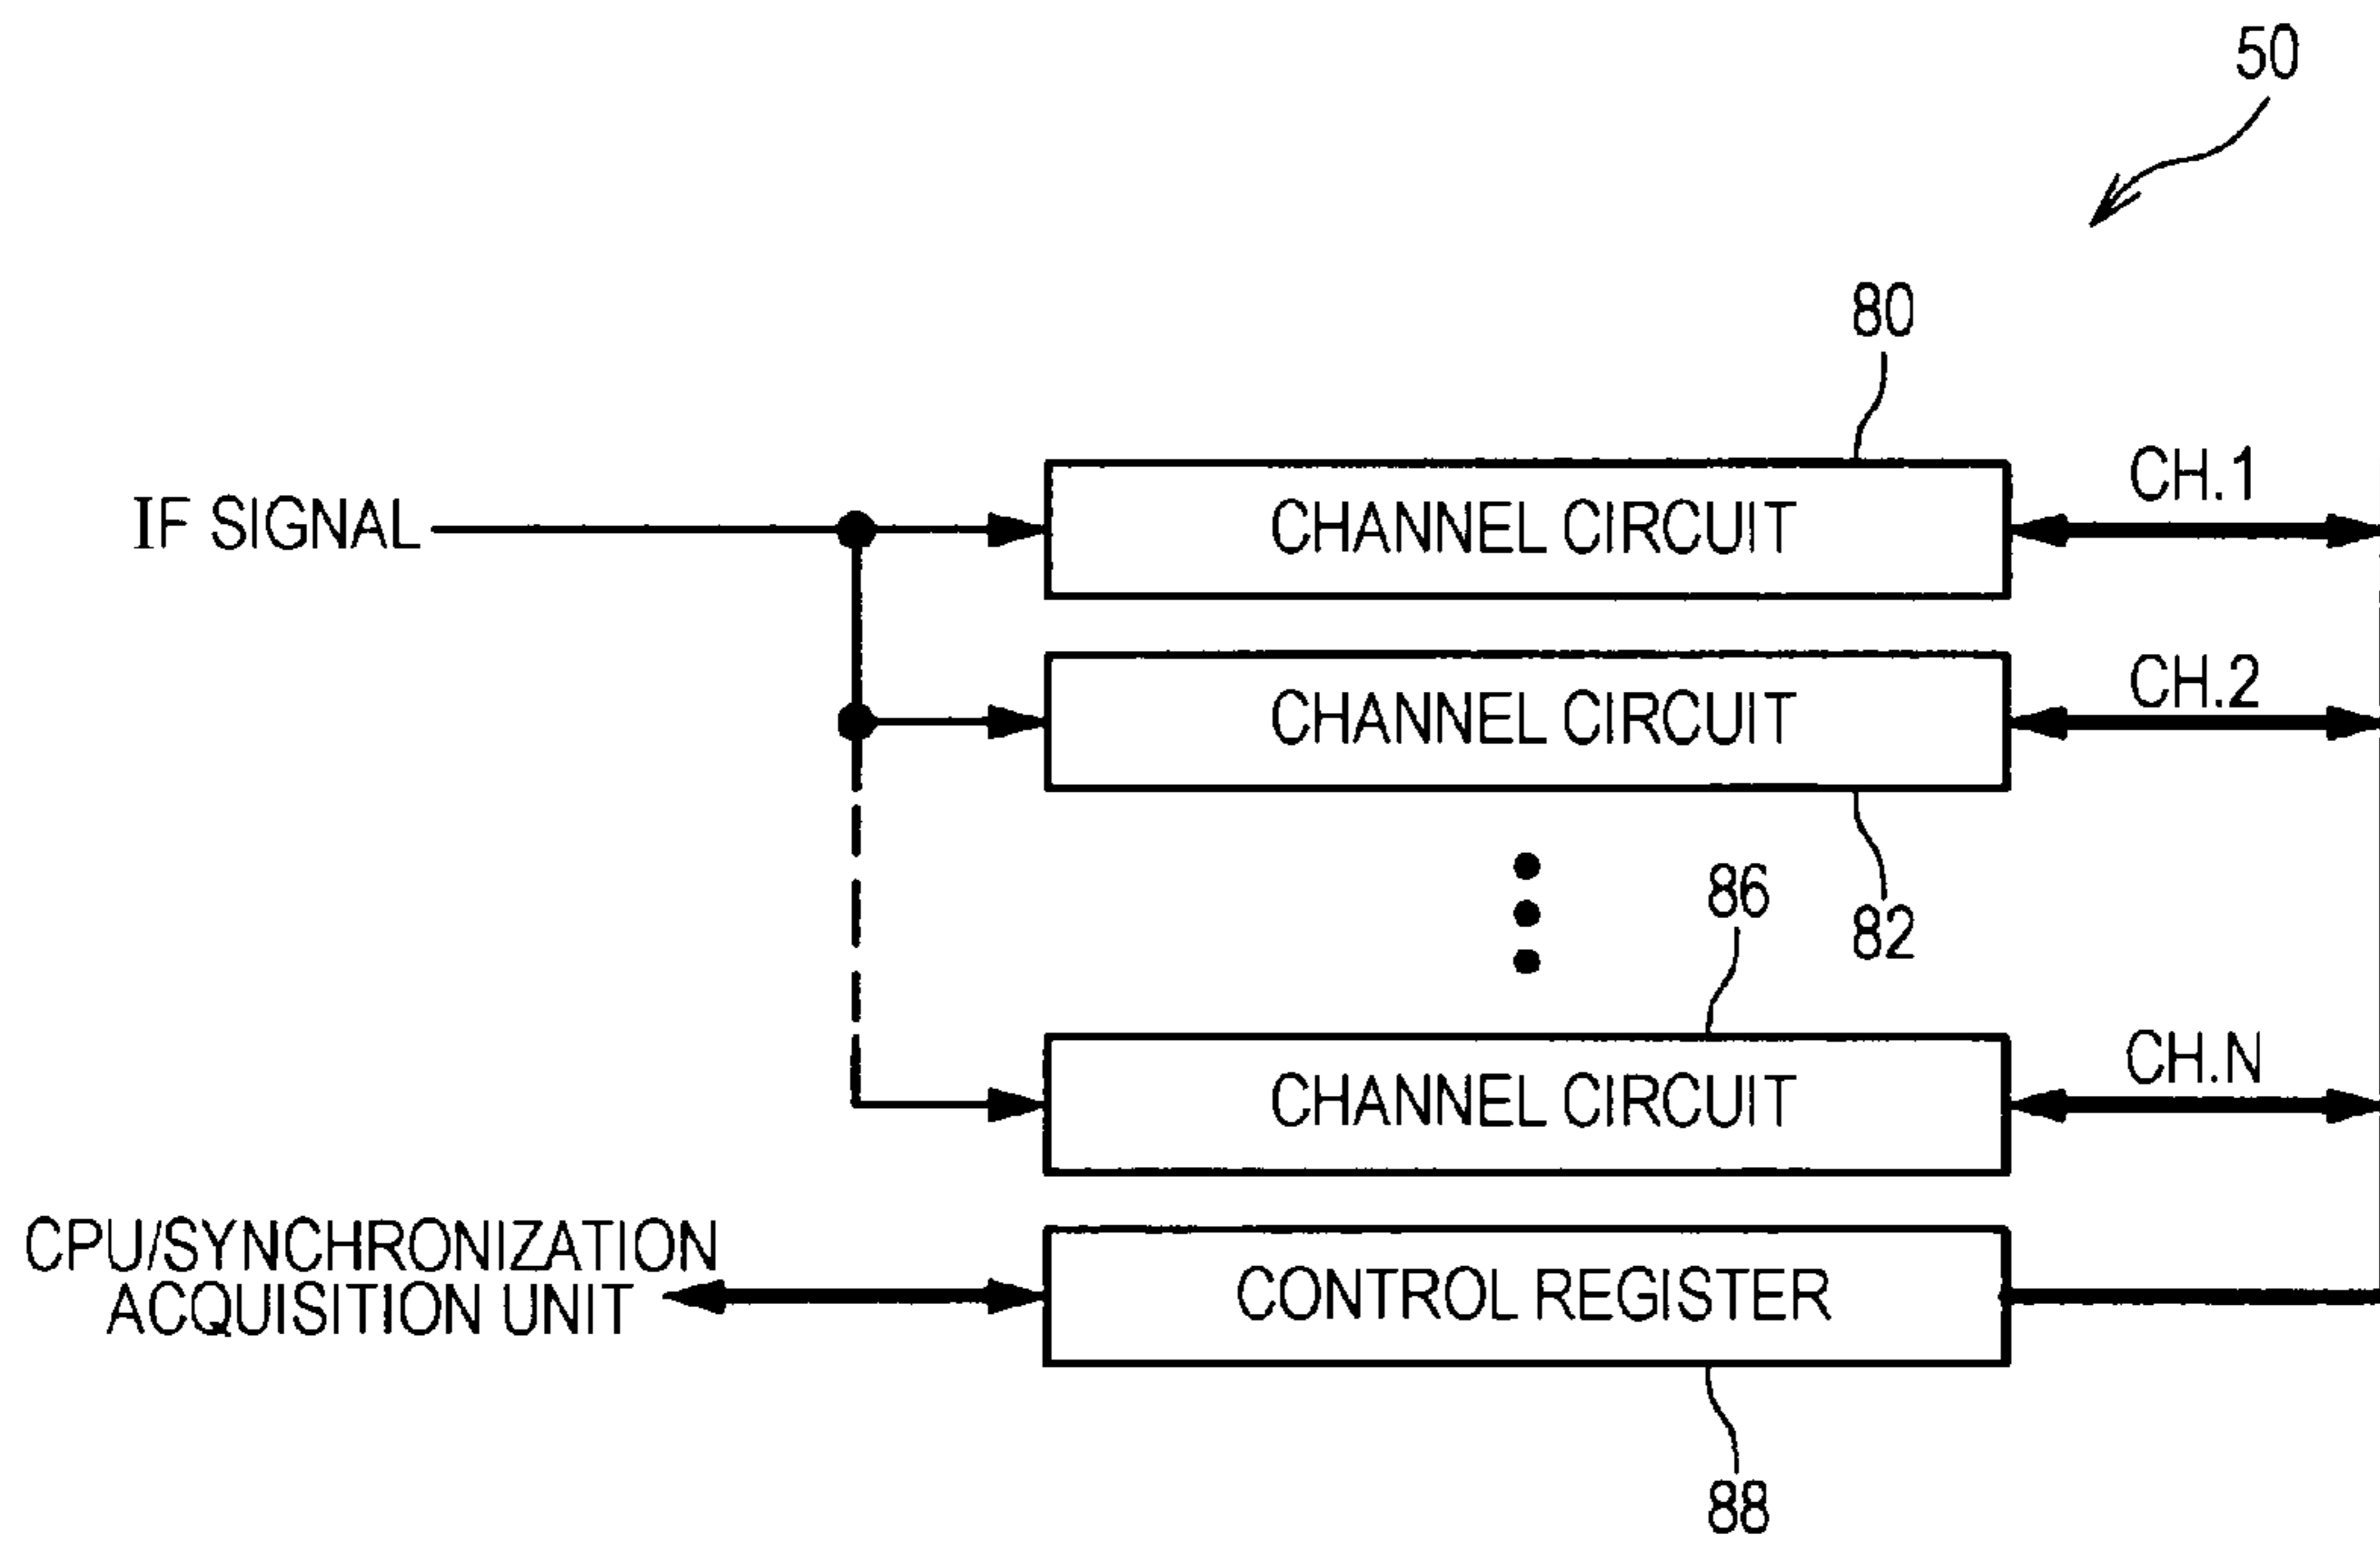 50
80
IF SIGNAL
CHANNEL CIRCUIT
CH.1
CHANNEL CIRCUIT
CH.2
86
82
CHANNEL CIRCUIT
CH.N
CPU/SYNCHRONIZATION
ACQUISITION UNIT
CONTROL REGISTER
88